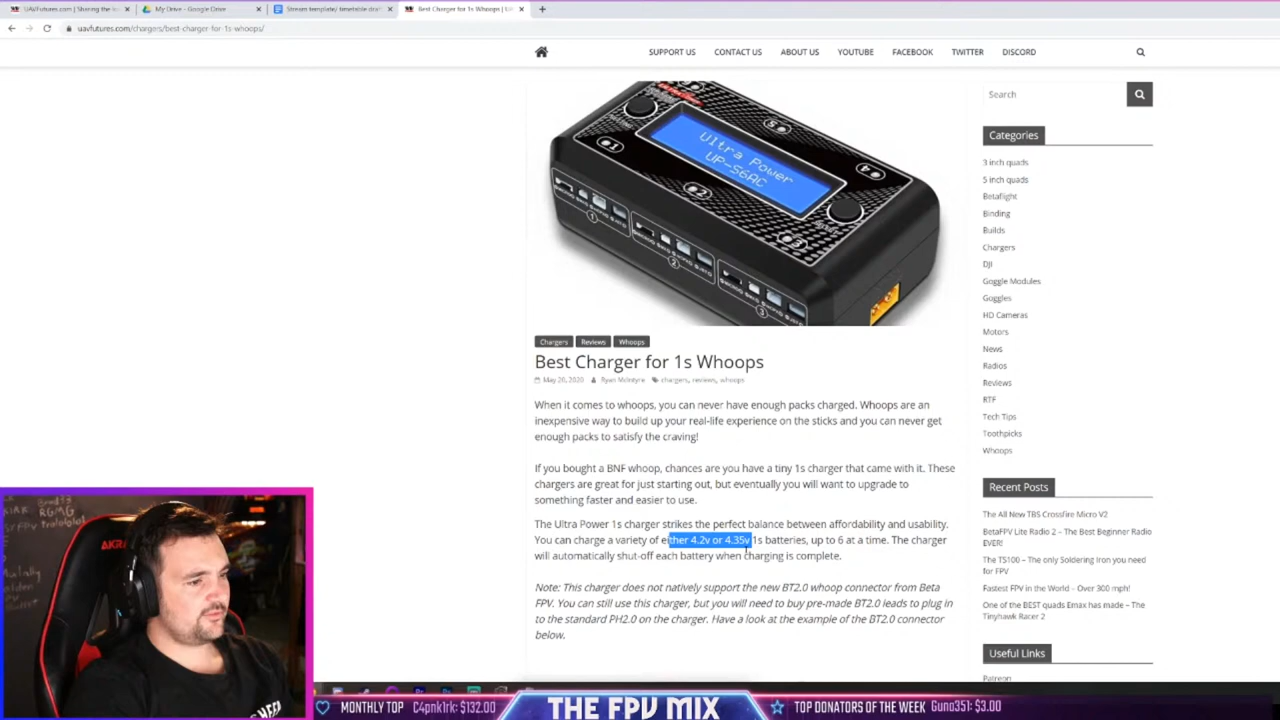 UAVFutures.com | Sharing the lo
My Drive - Google Drive
Stream template/ timetable draft
Best Charger for 1s Whoops | UA
uavfutures.com/chargers/best-charger-for-1s-whoops/
SUPPORT US CONTACT US ABOUT US YOUTUBE FACEBOOK TWITTER DISCORD
Ultra Power
UP-S6AC
#1
#2
#3
#4
#5
1
2
3
Chargers Reviews Whoops
Best Charger for 1s Whoops
May 26, 2020 Ryan McIntyre chargers, reviews, whoops
When it comes to whoops, you can never have enough packs charged. Whoops are an
inexpensive way to build up your real-life experience on the sticks and you can never get
enough packs to satisfy the craving!
If you bought a BNF whoop, chances are you have a tiny 1s charger that came with it. These
chargers are great for just starting out, but eventually you will want to upgrade to
something faster and easier to use.
The Ultra Power 1s charger strikes the perfect balance between affordability and usability.
You can charge a variety of either 4.2v or 4.35v 1s batteries, up to 6 at a time. The charger
will automatically shut-off each battery when charging is complete.
Note: This charger does not natively support the new BT2.0 whoop connector from Beta
FPV. You can still use this charger, but you will need to buy pre-made BT2.0 leads to plug in
to the standard PH2.0 on the charger. Have a look at the example of the BT2.0 connector
below.
Search
Categories
3 inch quads
5 inch quads
Betaflight
Binding
Builds
Chargers
DJI
Goggle Modules
Goggles
HD Cameras
Motors
News
Radios
Reviews
RTF
Tech Tips
Toothpicks
Whoops
Recent Posts
The All New TBS Crossfire Micro V2
BetaFPV Lite Radio 2 – The Best Beginner Radio
EVER!
The TS100 – The only Soldering Iron you need
for FPV
Fastest FPV in the World – Over 300 mph!
One of the BEST quads Emax has made – The
Tinyhawk Racer 2
Useful Links
Patreon
RGMG
AKRACING
MONTHLY TOP C4pnk1rk: $132.00
THE FPV MIX
TOP DONATORS OF THE WEEK Guno351: $3.00